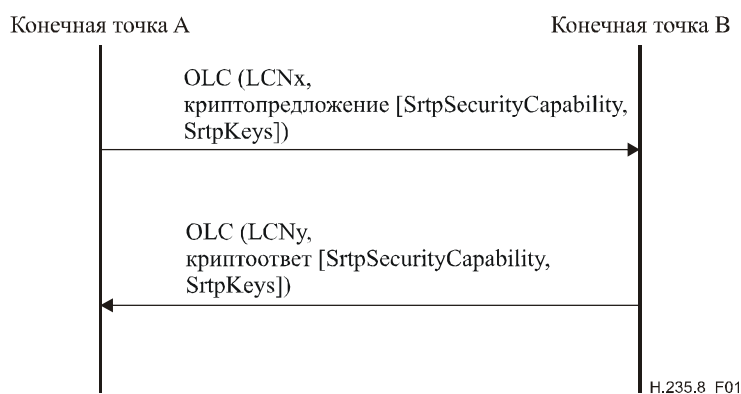 Конечная точка A
Конечная точка B
OLC (LCNx,
криптопредложение [SrtpSecurityCapability,
SrtpKeys])
OLC (LCNy,
криптоответ [SrtpSecurityCapability,
SrtpKeys])
H.235.8_F01